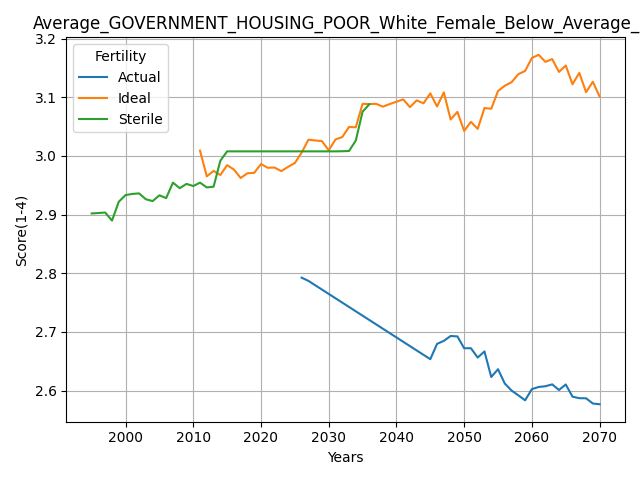 Average_GOVERNMENT_HOUSING_POOR_White_Female_Below_Average_
3.2
3.1
3.0
2.9
2.8
2.7
2.6
Score(1-4)
Fertility
Actual
Ideal
Sterile
2000 2010 2020 2030 2040 2050 2060 2070
Years